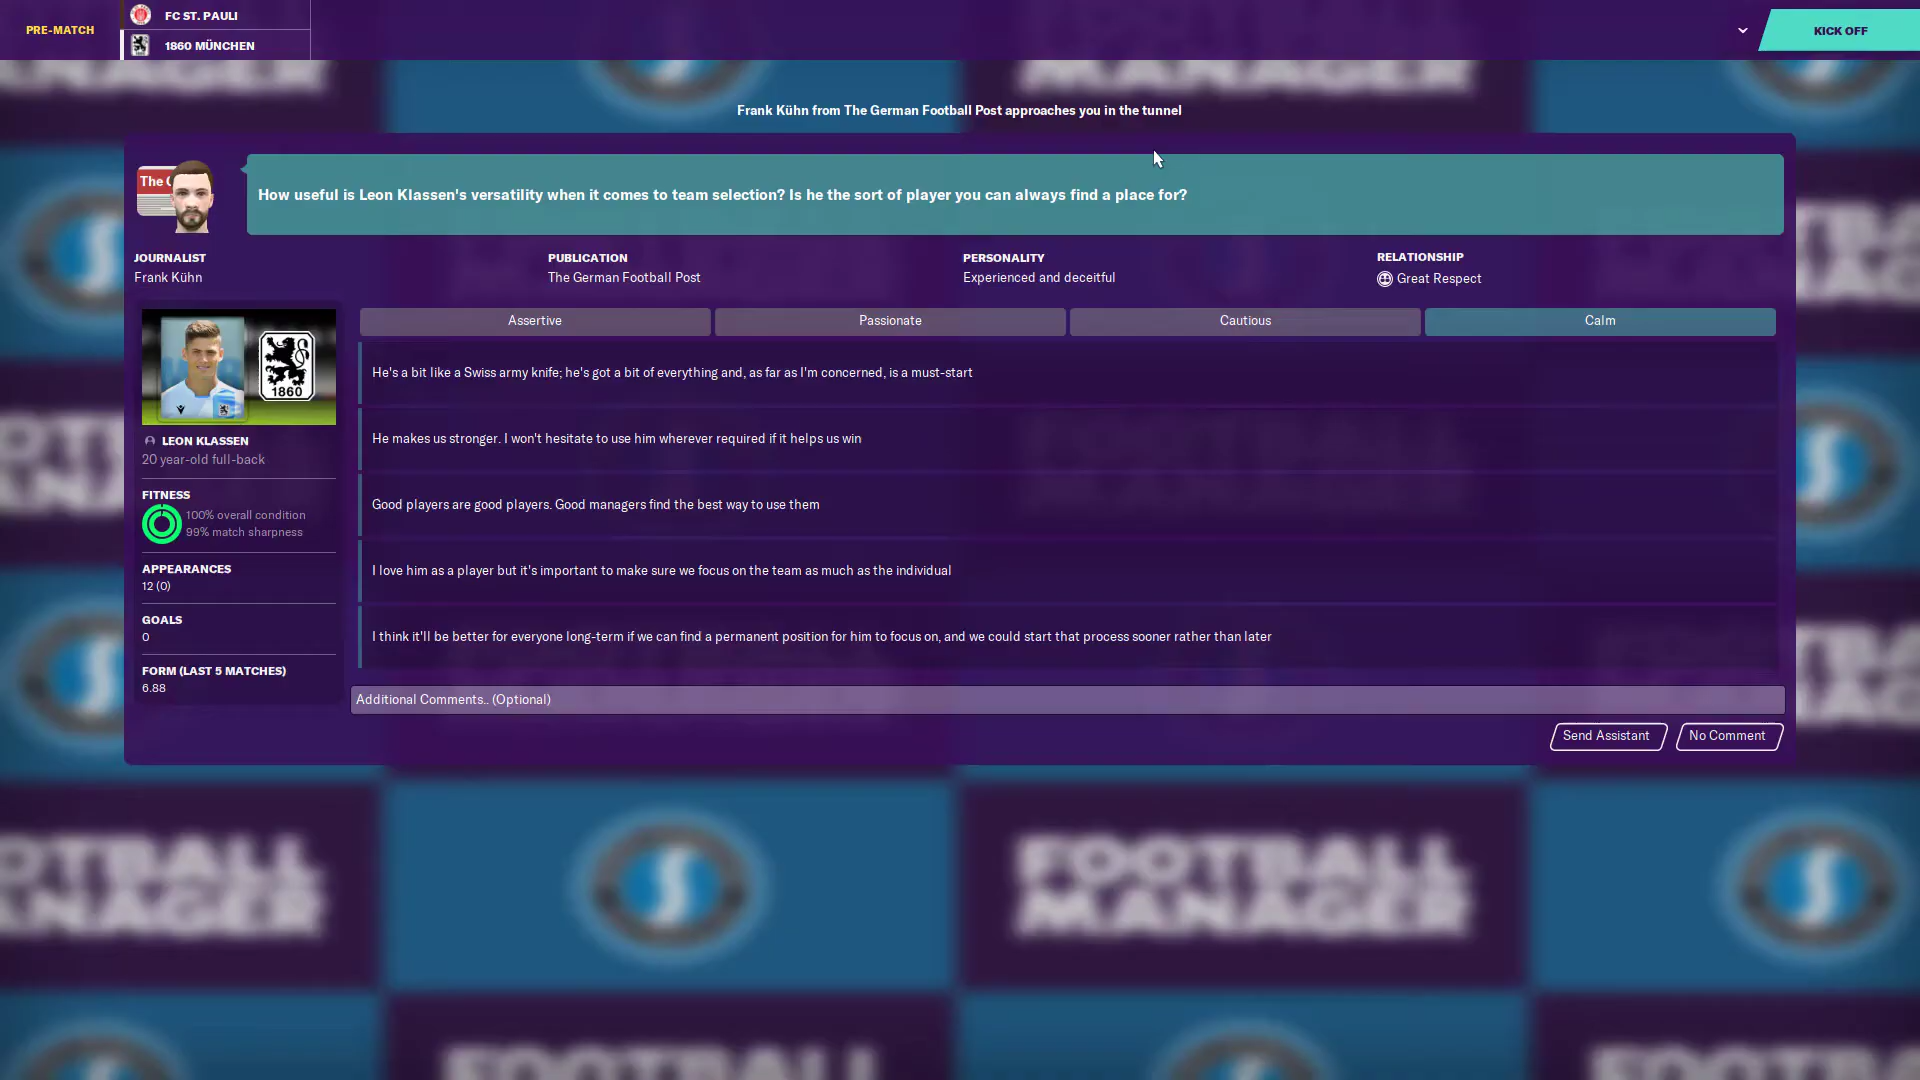 PRE-MATCH
FC ST. PAULI
1860 MÜNCHEN
KICK OFF
FOOTBALL MANAGER
Frank Kühn from The German Football Post approaches you in the tunnel
The
How useful is Leon Klassen's versatility when it comes to team selection? Is he the sort of player you can always find a place for?
JOURNALIST
Frank Kühn
PUBLICATION
The German Football Post
PERSONALITY
Experienced and deceitful
RELATIONSHIP
Great Respect
Assertive
Passionate
Cautious
Calm
1860
LEON KLASSEN
20 year-old full-back
FITNESS
100% overall condition
99% match sharpness
APPEARANCES
12 (0)
GOALS
0
FORM (LAST 5 MATCHES)
6.88
He's a bit like a Swiss army knife; he's got a bit of everything and, as far as I'm concerned, is a must-start
He makes us stronger. I won't hesitate to use him wherever required if it helps us win
Good players are good players. Good managers find the best way to use them
I love him as a player but it's important to make sure we focus on the team as much as the individual
I think it'll be better for everyone long-term if we can find a permanent position for him to focus on, and we could start that process sooner rather than later
Additional Comments.. (Optional)
Send Assistant
No Comment
FOOTBALL
MANAGER